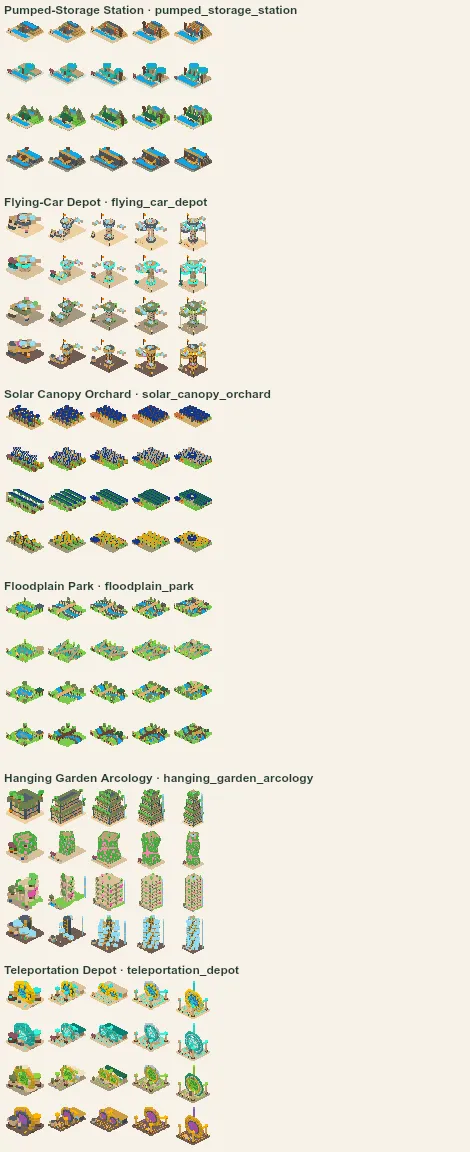 Pumped-Storage Station · pumped_storage_station
Flying-Car Depot · flying_car_depot
Solar Canopy Orchard · solar_canopy_orchard
Floodplain Park · floodplain_park
Hanging Garden Arcology · hanging_garden_arcology
Teleportation Depot · teleportation_depot